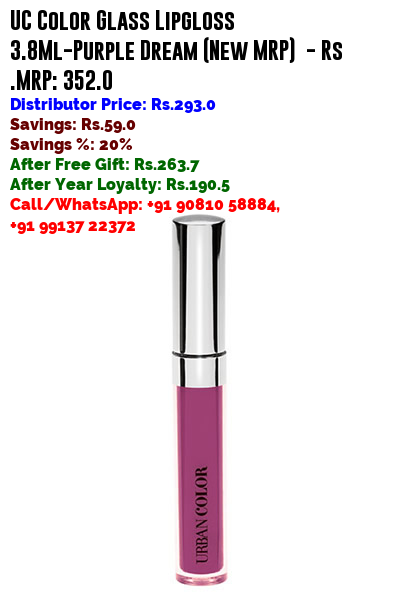 UC Color Glass Lipgloss
3.8Ml-Purple Dream (New MRP) - Rs
.MRP: 352.0
Distributor Price: Rs.293.0
Savings: Rs.59.0
Savings %: 20%
After Free Gift: Rs.263.7
After Year Loyalty: Rs.190.5
Call/WhatsApp: +91 90810 58884,
+91 99137 22372
URBAN COLOR